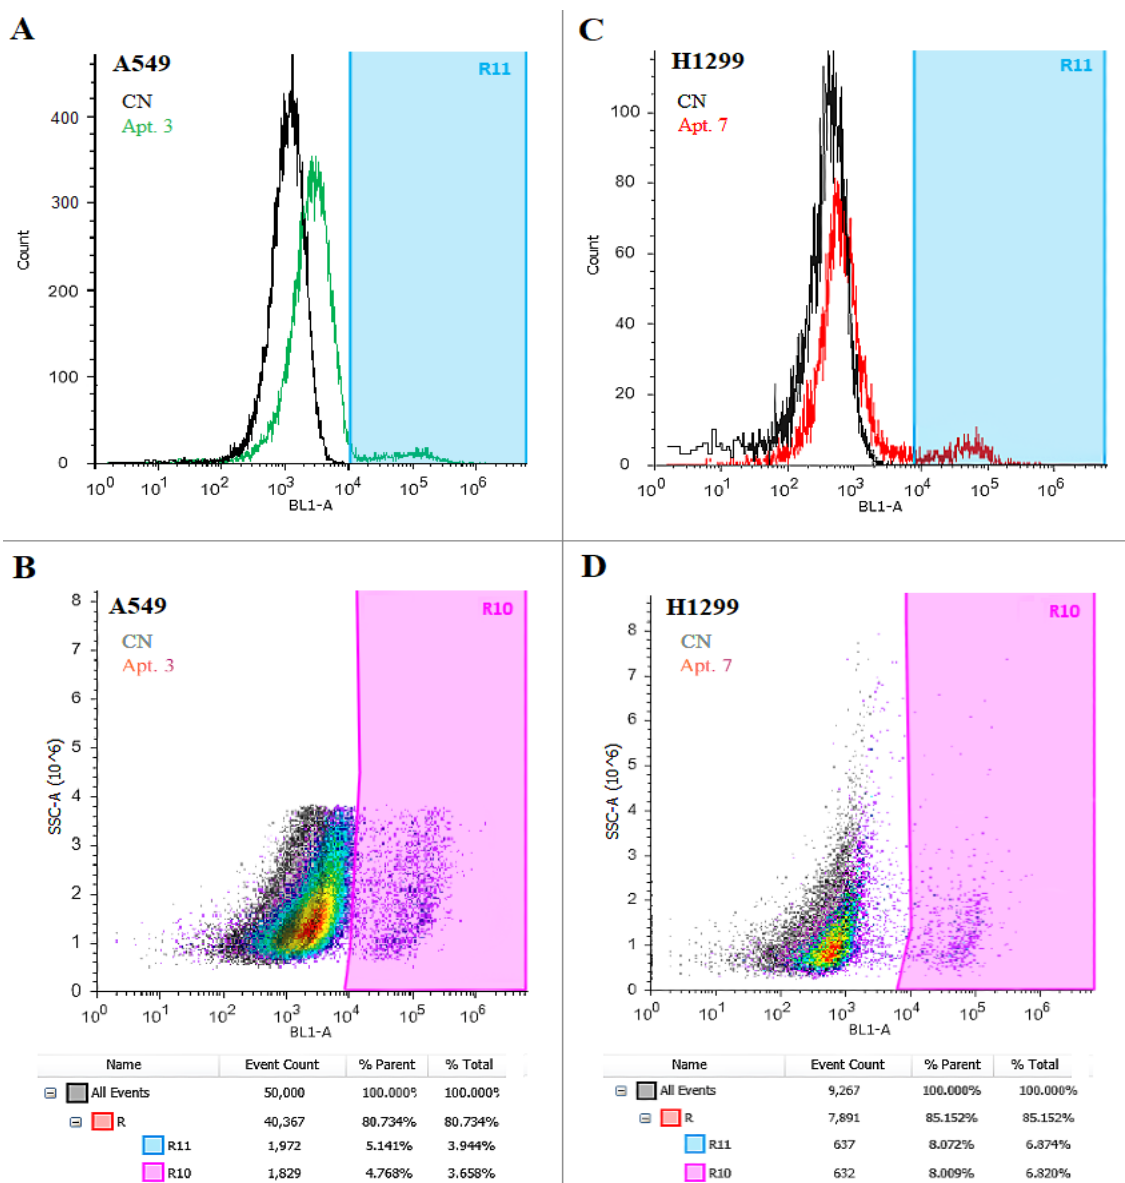 A
A549
CN
Apt. 3
R11
Count
400
300
200
100
0
10^0 10^1 10^2 10^3 10^4 10^5 10^6
BL1-A
C
H1299
CN
Apt. 7
R11
Count
100
80
60
40
20
0
10^0 10^1 10^2 10^3 10^4 10^5 10^6
BL1-A
B
A549
CN
Apt. 3
R10
SSC-A (10^6)
8
7
6
5
4
3
2
1
0
10^0 10^1 10^2 10^3 10^4 10^5 10^6
BL1-A
Name Event Count % Parent % Total
All Events 50,000 100.000% 100.000%
R 40,367 80.734% 80.734%
R11 1,972 5.141% 3.944%
R10 1,829 4.768% 3.658%
D
H1299
CN
Apt. 7
R10
SSC-A (10^6)
8
7
6
5
4
3
2
1
0
10^0 10^1 10^2 10^3 10^4 10^5 10^6
BL1-A
Name Event Count % Parent % Total
All Events 9,267 100.000% 100.000%
R 7,891 85.152% 85.152%
R11 637 8.072% 6.874%
R10 632 8.009% 6.820%